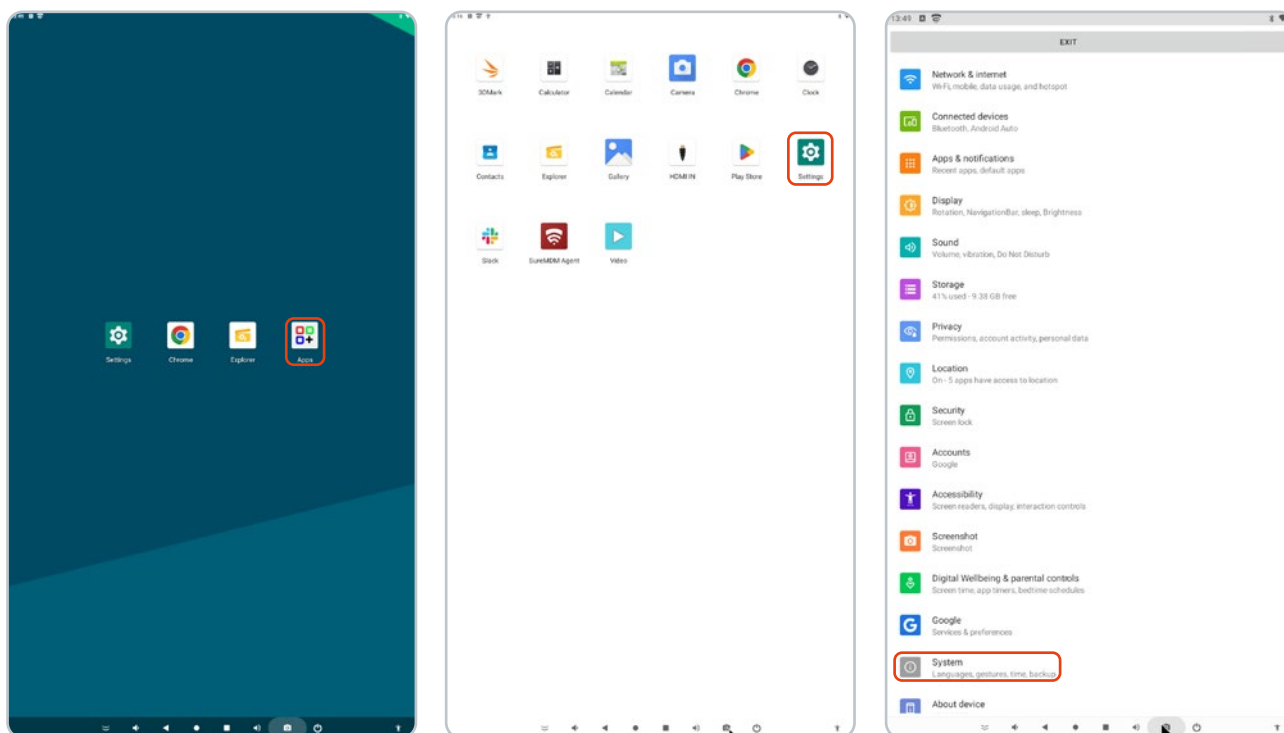 Settings
Chrome
Explorer
Apps
3DMark
Calculator
Calendar
Camera
Chrome
Clock
Contacts
Explorer
Gallery
HDMI IN
Play Store
Settings
Slack
SureMDM Agent
Video
13:49
EXIT
Network & internet
Wi-Fi, mobile, data usage, and hotspot
Connected devices
Bluetooth, Android Auto
Apps & notifications
Recent apps, default apps
Display
Rotation, NavigationBar, sleep, Brightness
Sound
Volume, vibration, Do Not Disturb
Storage
41% used - 9.38 GB free
Privacy
Permissions, account activity, personal data
Location
On - 5 apps have access to location
Security
Screen lock
Accounts
Google
Accessibility
Screen readers, display, interaction controls
Screenshot
Screenshot
Digital Wellbeing & parental controls
Screen time, app timers, bedtime schedules
Google
Services & preferences
System
Languages, gestures, time, backup
About device